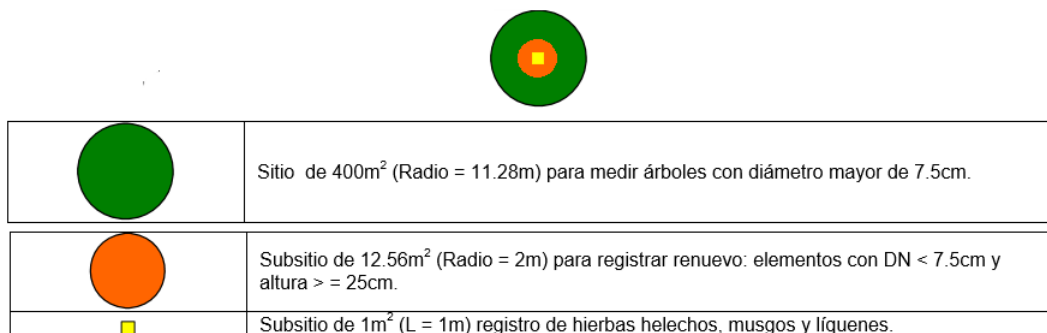 Sitio de 400m² (Radio = 11.28m) para medir árboles con diámetro mayor de 7.5cm.
Subsitio de 12.56m² (Radio = 2m) para registrar renuevo: elementos con DN < 7.5cm y
altura > = 25cm.
Subsitio de 1m² (L = 1m) registro de hierbas helechos, musgos y líquenes.